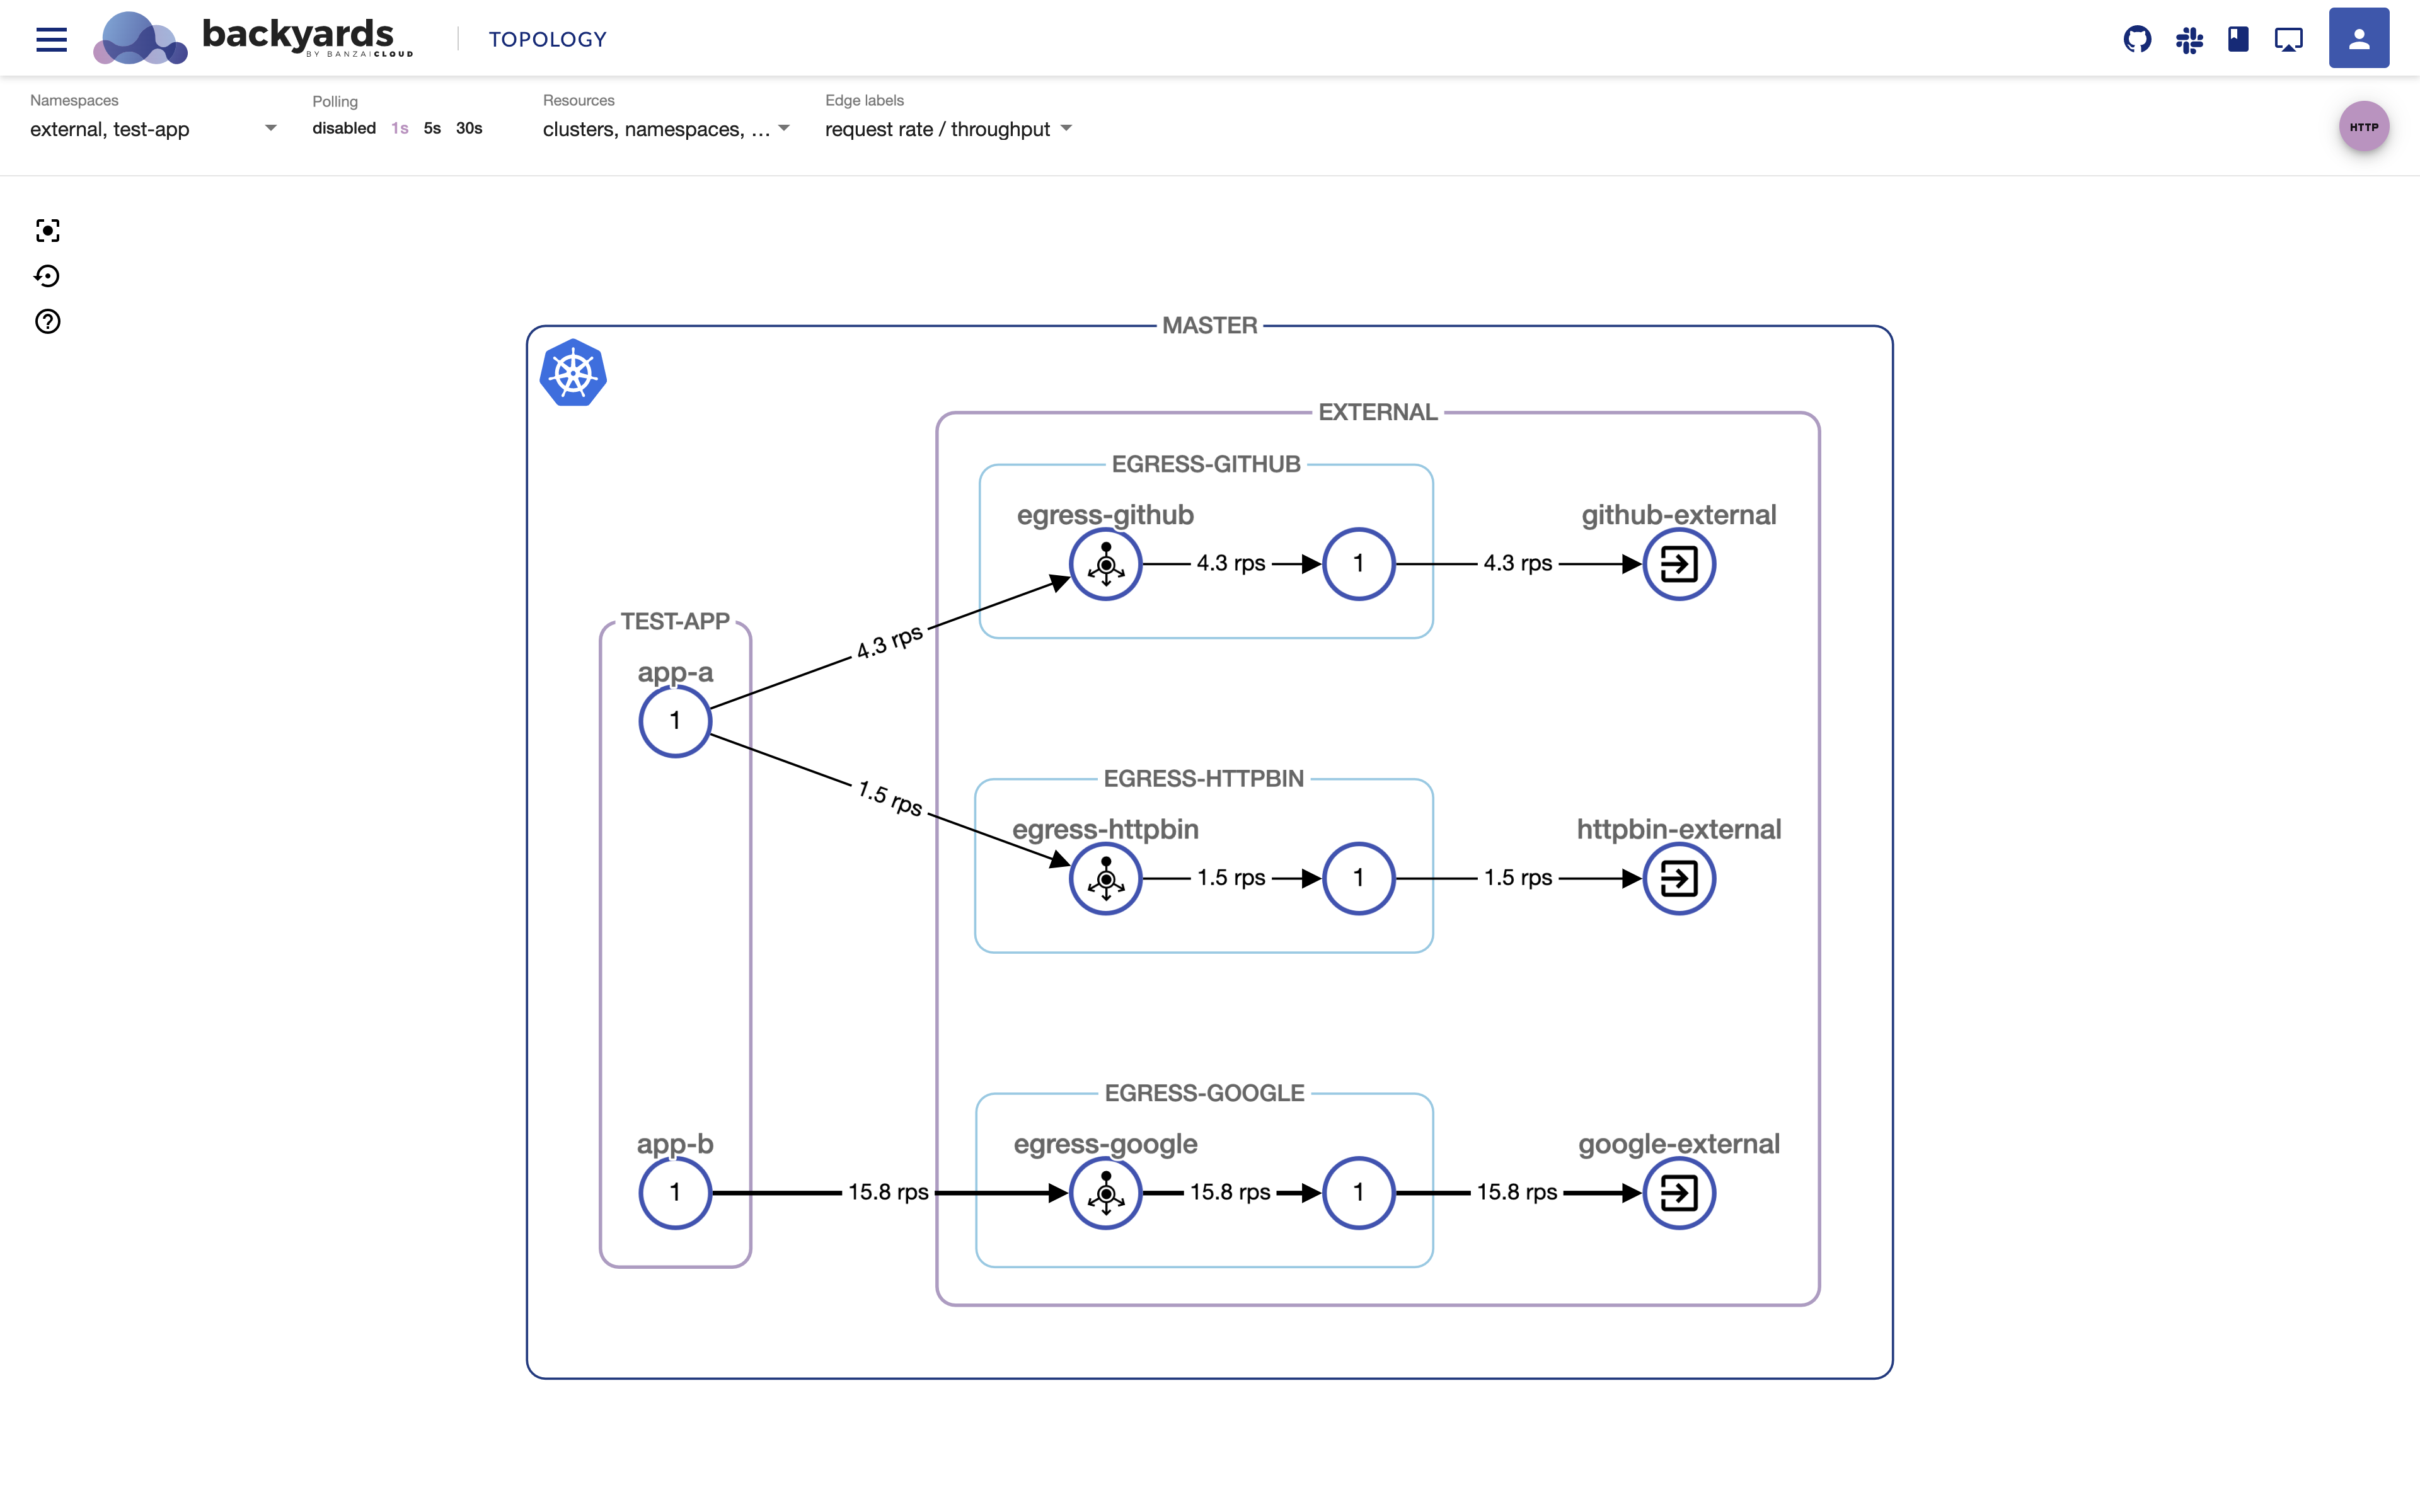 backyards
BY BANZAICLOUD
TOPOLOGY
Namespaces
external, test-app
Polling
disabled 1s 5s 30s
Resources
clusters, namespaces, ...
Edge labels
request rate / throughput
HTTP
MASTER
EXTERNAL
EGRESS-GITHUB
egress-github
4.3 rps
1
4.3 rps
github-external
TEST-APP
app-a
1
4.3 rps
1.5 rps
EGRESS-HTTPBIN
egress-httpbin
1.5 rps
1
1.5 rps
httpbin-external
EGRESS-GOOGLE
app-b
1
15.8 rps
egress-google
15.8 rps
1
15.8 rps
google-external